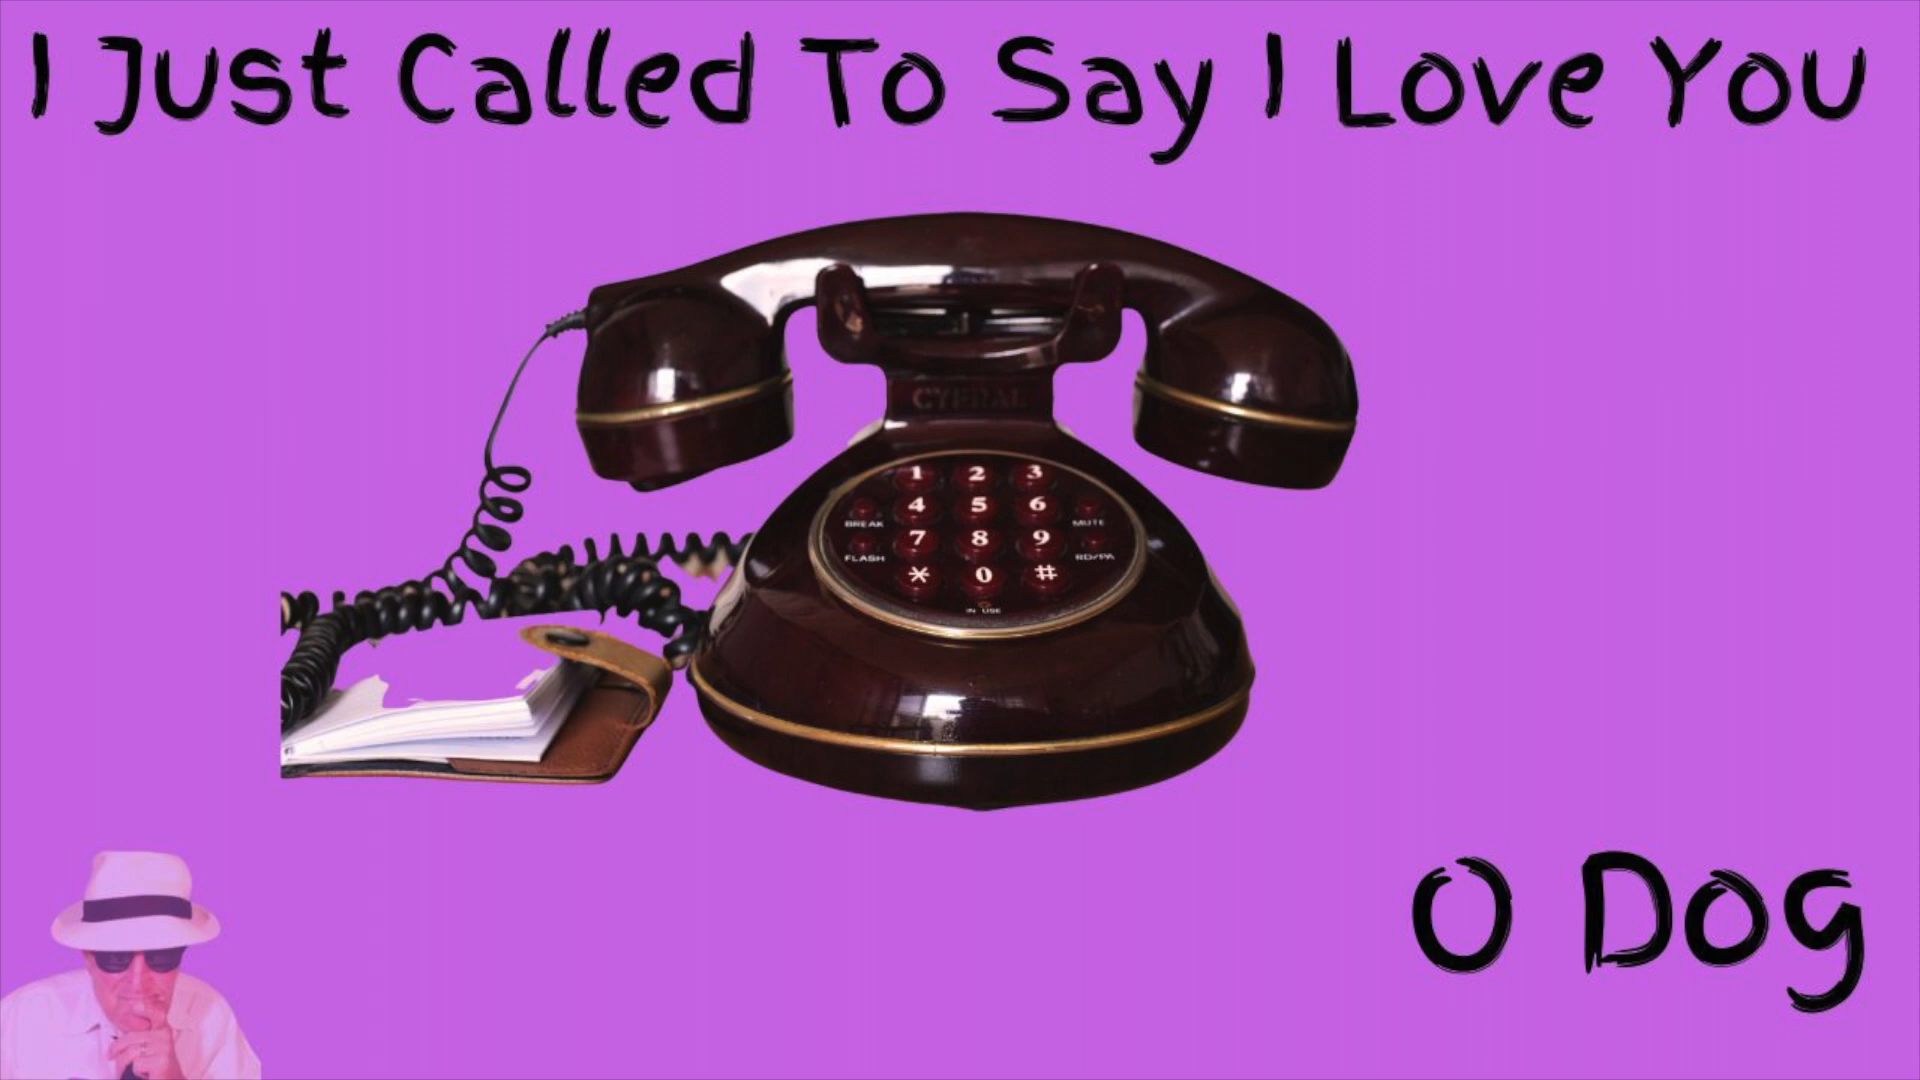 I Just Called To Say I Love You
CYFRAL
1 2 3
4 5 6
BREAK
MUTE
7 8 9
FLASH
RD/PA
* 0 #
IN USE
O Dog